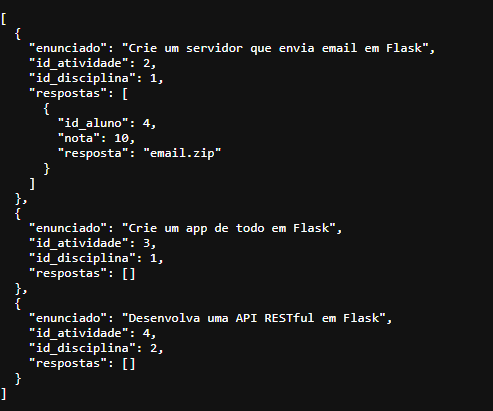 [
  {
    "enunciado": "Crie um servidor que envia email em Flask",
    "id_atividade": 2,
    "id_disciplina": 1,
    "respostas": [
      {
        "id_aluno": 4,
        "nota": 10,
        "resposta": "email.zip"
      }
    ]
  },
  {
    "enunciado": "Crie um app de todo em Flask",
    "id_atividade": 3,
    "id_disciplina": 1,
    "respostas": []
  },
  {
    "enunciado": "Desenvolva uma API RESTful em Flask",
    "id_atividade": 4,
    "id_disciplina": 2,
    "respostas": []
  }
]